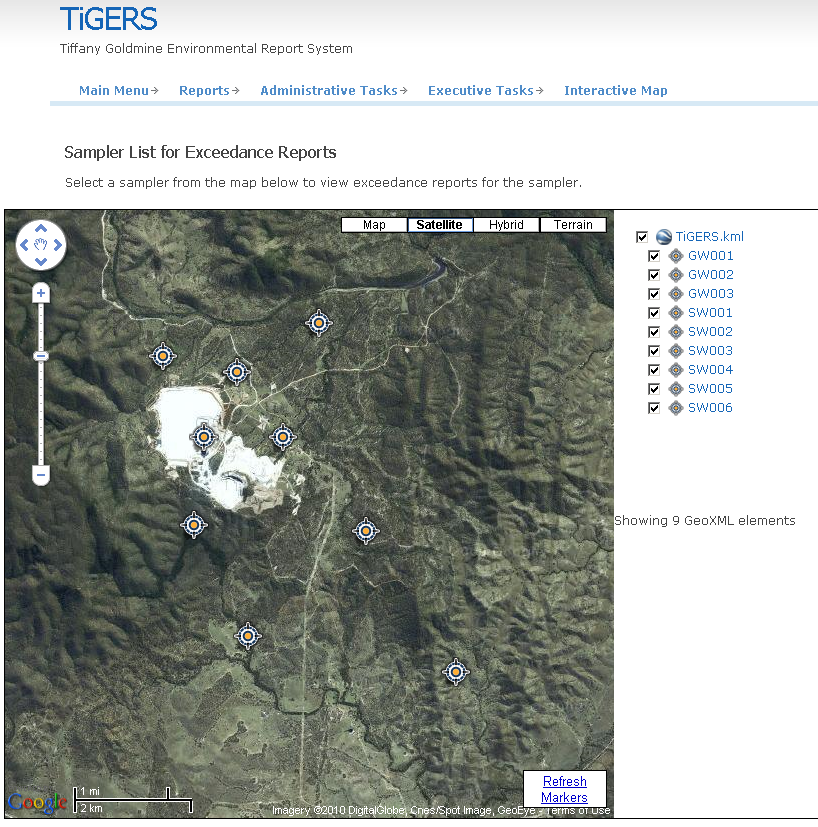 TiGERS
Tiffany Goldmine Environmental Report System
Main Menu Reports Administrative Tasks Executive Tasks Interactive Map
Sampler List for Exceedance Reports
Select a sampler from the map below to view exceedance reports for the sampler.
Map Satellite Hybrid Terrain
TiGERS.kml
GW001
GW002
GW003
SW001
SW002
SW003
SW004
SW005
SW006
Showing 9 GeoXML elements
Refresh
Markers
Google
1 mi
2 km
Imagery ©2010 DigitalGlobe, Cnes/Spot Image, GeoEye - Terms of Use